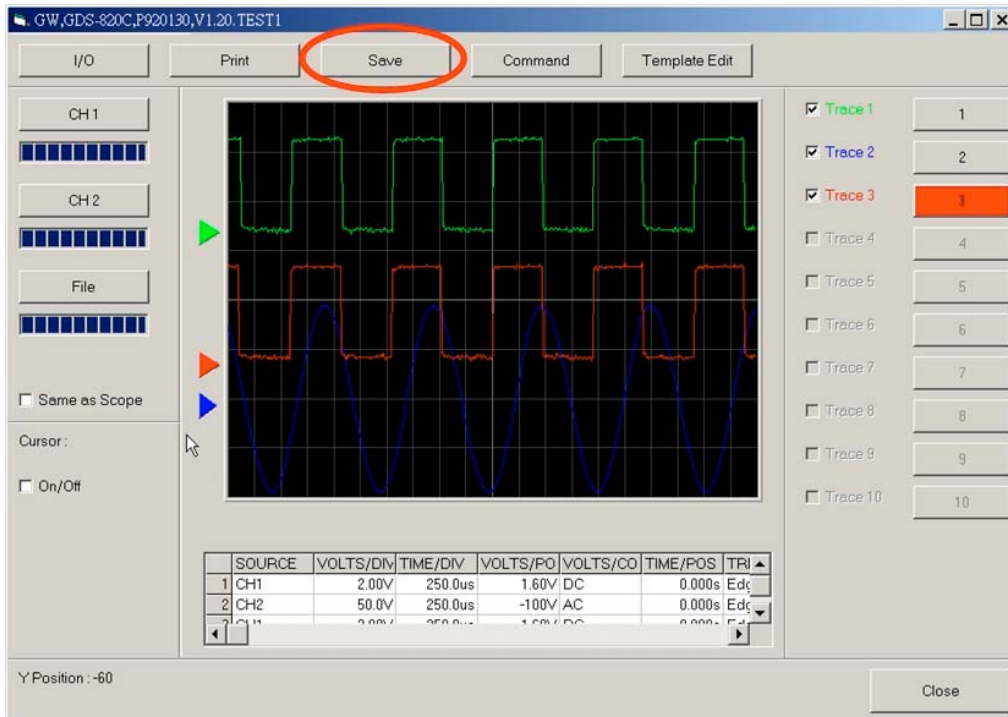 GW,GDS-820C,P920130,V1.20.TEST1
I/O Print Save Command Template Edit
CH 1
CH 2
File
Same as Scope
Cursor :
On/Off
Trace 1 1
Trace 2 2
Trace 3 3
Trace 4 4
Trace 5 5
Trace 6 6
Trace 7 7
Trace 8 8
Trace 9 9
Trace 10 10
SOURCE VOLTS/DIV TIME/DIV VOLTS/PO VOLTS/CO TIME/POS TRI
1 CH1 2.00V 250.0us 1.60V DC 0.000s Edg
2 CH2 50.0V 250.0us -100V AC 0.000s Edg
Y Position : -60
Close